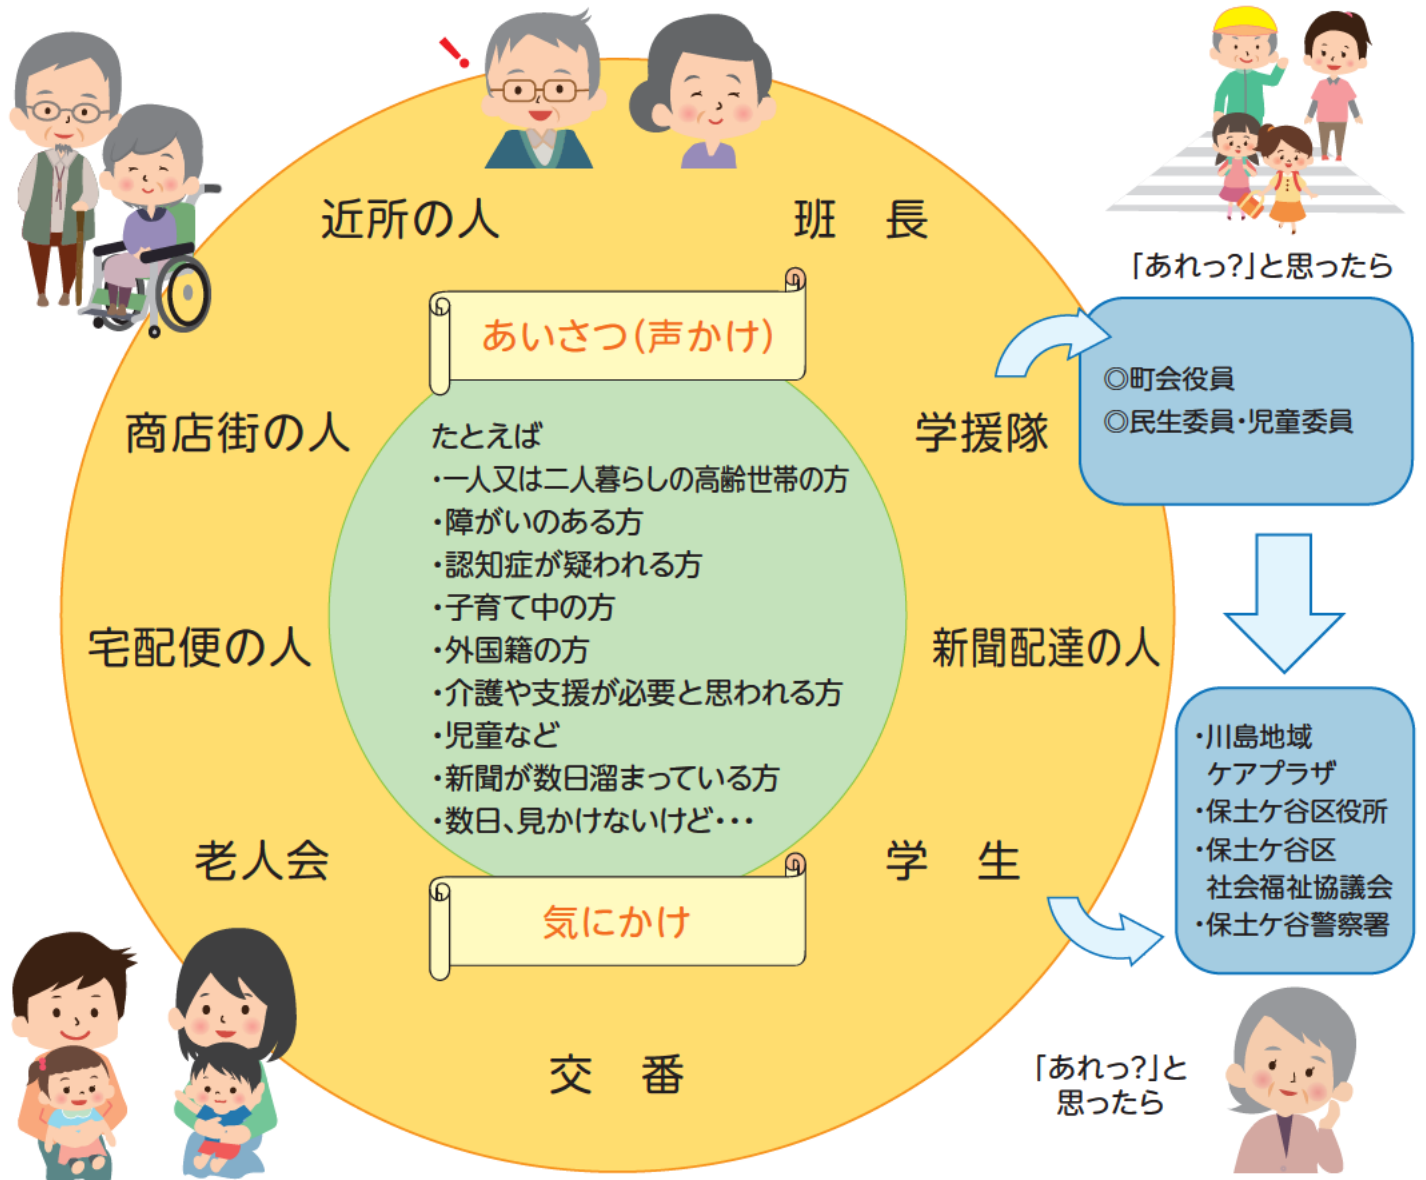 近所の人
班　長
「あれっ?」と思ったら
あいさつ(声かけ)
◎町会役員
◎民生委員・児童委員
商店街の人
学援隊
たとえば
・一人又は二人暮らしの高齢世帯の方
・障がいのある方
・認知症が疑われる方
・子育て中の方
・外国籍の方
・介護や支援が必要と思われる方
・児童など
・新聞が数日溜まっている方
・数日、見かけないけど・・・
宅配便の人
新聞配達の人
・川島地域
ケアプラザ
・保土ケ谷区役所
・保土ケ谷区
社会福祉協議会
・保土ケ谷警察署
老人会
学　生
気にかけ
交　番
「あれっ?」と
思ったら